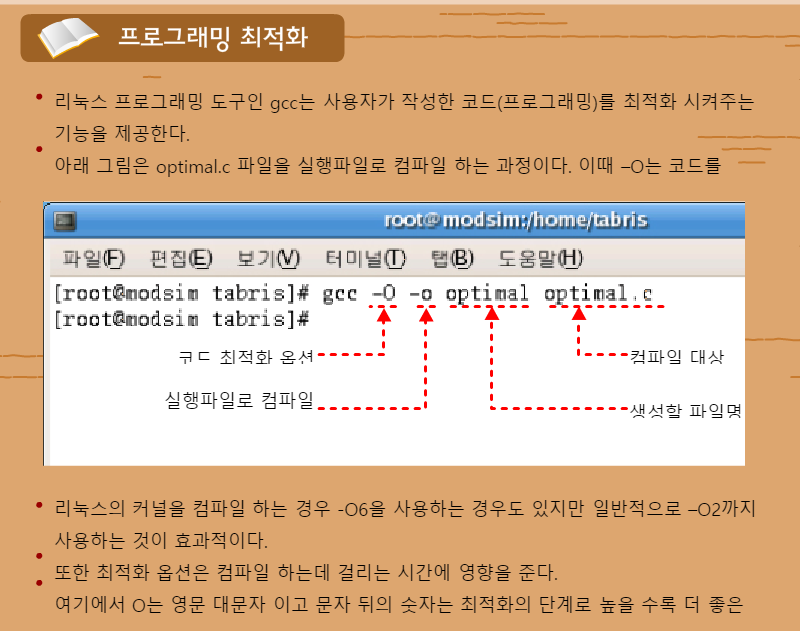 프로그래밍 최적화
리눅스 프로그래밍 도구인 gcc는 사용자가 작성한 코드(프로그래밍)를 최적화 시켜주는
기능을 제공한다.
아래 그림은 optimal.c 파일을 실행파일로 컴파일 하는 과정이다. 이때 –O는 코드를
root@modsim:/home/tabris
파일(F) 편집(E) 보기(V) 터미널(T) 탭(B) 도움말(H)
[root@modsim tabris]# gcc -O -o optimal optimal.c
[root@modsim tabris]#
코드 최적화 옵션
컴파일 대상
실행파일로 컴파일
생성할 파일명
리눅스의 커널을 컴파일 하는 경우 -O6을 사용하는 경우도 있지만 일반적으로 –O2까지
사용하는 것이 효과적이다.
또한 최적화 옵션은 컴파일 하는데 걸리는 시간에 영향을 준다.
여기에서 O는 영문 대문자 이고 문자 뒤의 숫자는 최적화의 단계로 높을 수록 더 좋은